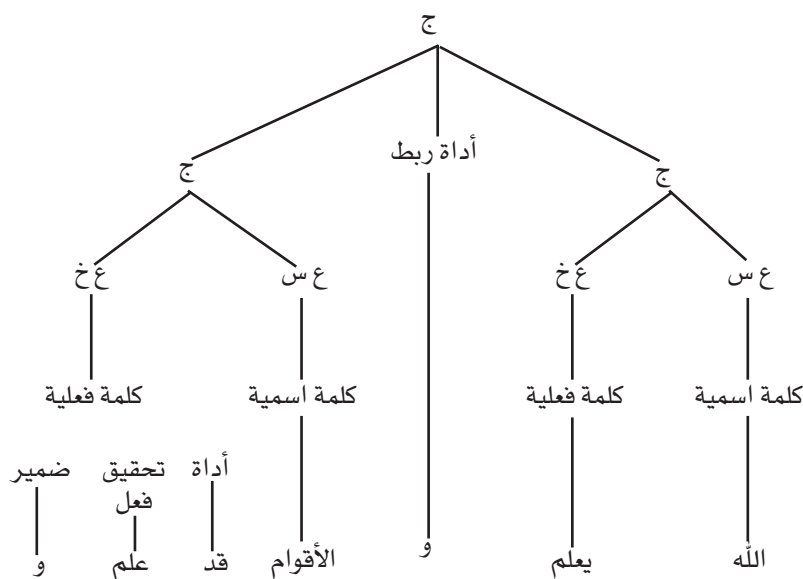 ج
أداة ربط
ج ج
ع س ع خ ع س ع خ
كلمة اسمية كلمة فعلية كلمة اسمية كلمة فعلية
أداة تحقيق ضمير
فعل
الله يعلم و الأقوام قد علم و